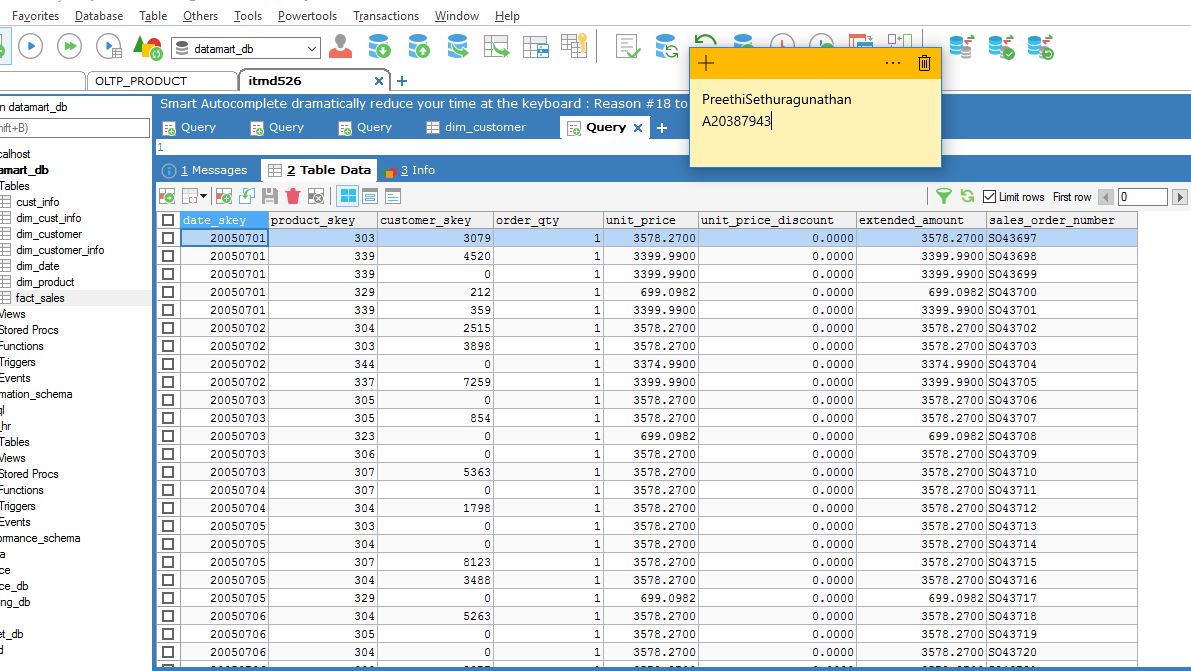 Favorites Database Table Others Tools Powertools Transactions Window Help
datamart_db
OLTP_PRODUCT itmd526
Smart Autocomplete dramatically reduce your time at the keyboard : Reason #18 to
Query Query Query dim_customer Query
1
PreethiSethuragunathan
A20387943
1 Messages 2 Table Data 3 Info
Limit rows First row 0
datamart_db
cust_info
dim_cust_info
dim_customer
dim_customer_info
dim_date
dim_product
fact_sales
Stored Procs
Functions
Triggers
Events
Tables
Views
Stored Procs
Functions
Triggers
Events
date_skey product_skey customer_skey order_qty unit_price unit_price_discount extended_amount sales_order_number
20050701 303 3079 1 3578.2700 0.0000 3578.2700 SO43697
20050701 339 4520 1 3399.9900 0.0000 3399.9900 SO43698
20050701 339 0 1 3399.9900 0.0000 3399.9900 SO43699
20050701 329 212 1 699.0982 0.0000 699.0982 SO43700
20050701 339 359 1 3399.9900 0.0000 3399.9900 SO43701
20050702 304 2515 1 3578.2700 0.0000 3578.2700 SO43702
20050702 303 3898 1 3578.2700 0.0000 3578.2700 SO43703
20050702 344 0 1 3374.9900 0.0000 3374.9900 SO43704
20050702 337 7259 1 3399.9900 0.0000 3399.9900 SO43705
20050703 305 0 1 3578.2700 0.0000 3578.2700 SO43706
20050703 305 854 1 3578.2700 0.0000 3578.2700 SO43707
20050703 323 0 1 699.0982 0.0000 699.0982 SO43708
20050703 306 0 1 3578.2700 0.0000 3578.2700 SO43709
20050703 307 5363 1 3578.2700 0.0000 3578.2700 SO43710
20050704 307 0 1 3578.2700 0.0000 3578.2700 SO43711
20050704 304 1798 1 3578.2700 0.0000 3578.2700 SO43712
20050705 303 0 1 3578.2700 0.0000 3578.2700 SO43713
20050705 304 0 1 3578.2700 0.0000 3578.2700 SO43714
20050705 307 8123 1 3578.2700 0.0000 3578.2700 SO43715
20050705 304 3488 1 3578.2700 0.0000 3578.2700 SO43716
20050705 329 0 1 699.0982 0.0000 699.0982 SO43717
20050706 304 5263 1 3578.2700 0.0000 3578.2700 SO43718
20050706 305 0 1 3578.2700 0.0000 3578.2700 SO43719
20050706 304 0 1 3578.2700 0.0000 3578.2700 SO43720